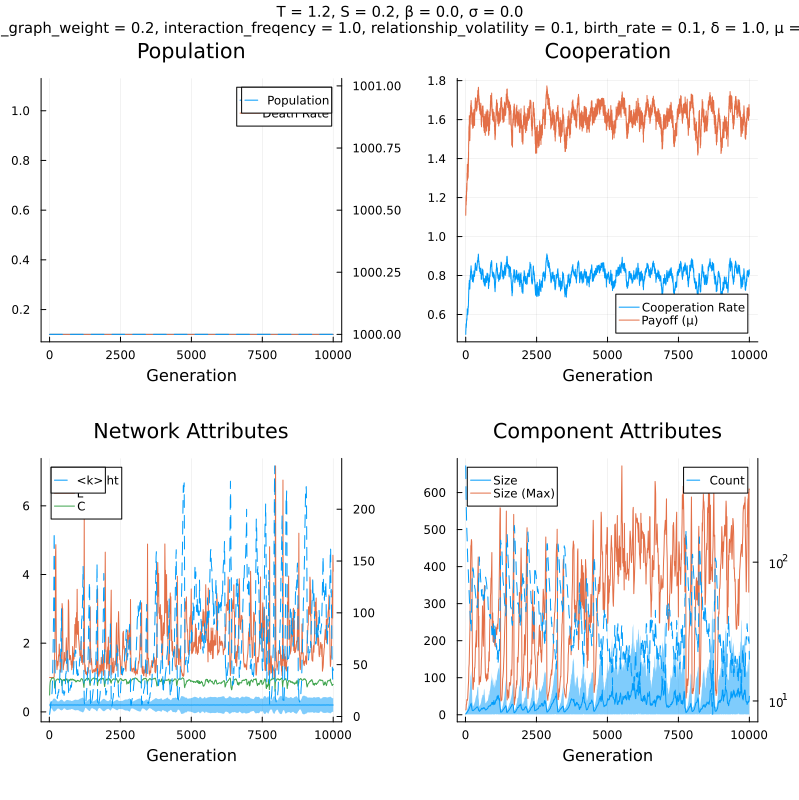 T = 1.2, S = 0.2, β = 0.0, σ = 0.0
_graph_weight = 0.2, interaction_freqency = 1.0, relationship_volatility = 0.1, birth_rate = 0.1, δ = 1.0, μ =
Population
1.0
0.8
0.6
0.4
0.2
1001.00
1000.75
1000.50
1000.25
1000.00
Population
Death Rate
0 2500 5000 7500 10000
Generation
Cooperation
1.8
1.6
1.4
1.2
1.0
0.8
0.6
Cooperation Rate
Payoff (μ)
0 2500 5000 7500 10000
Generation
Network Attributes
6
4
2
0
200
150
100
50
0
<k> ht
L
C
0 2500 5000 7500 10000
Generation
Component Attributes
600
500
400
300
200
100
0
10²
10¹
Size
Size (Max)
Count
0 2500 5000 7500 10000
Generation